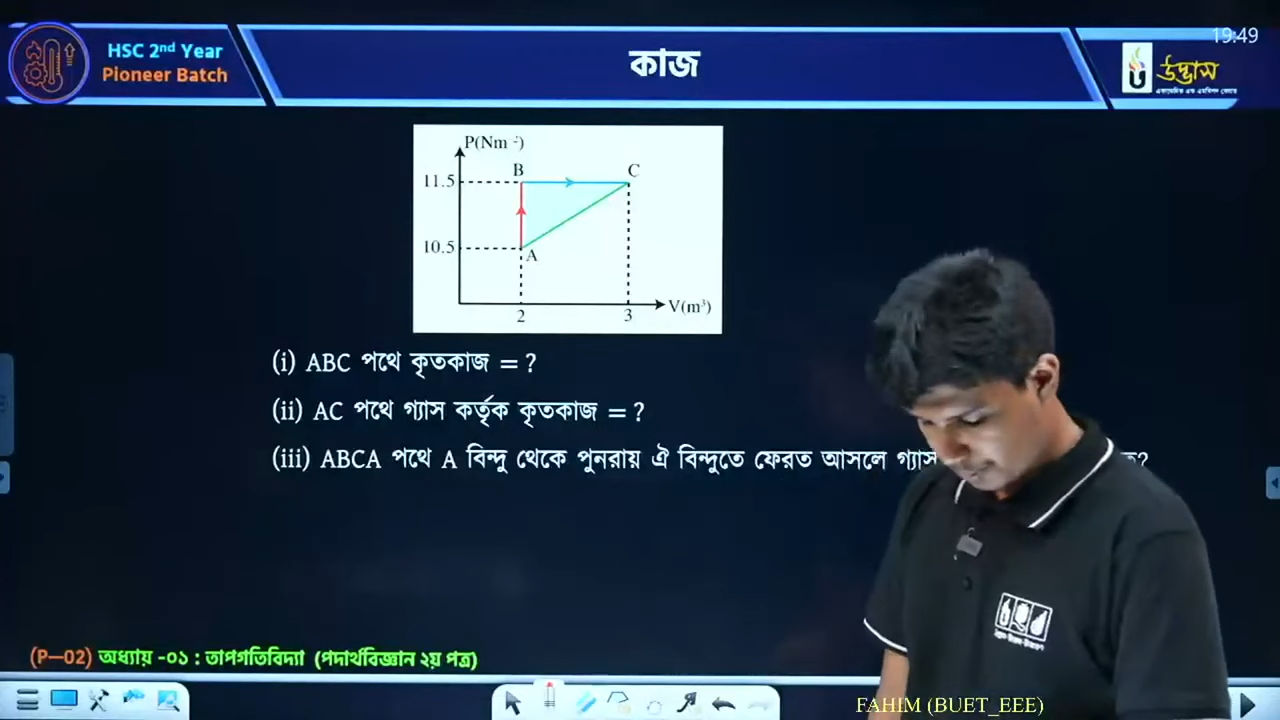 19:49
HSC 2nd Year
Pioneer Batch
কাজ
উদ্ভাস
P(Nm⁻²)
B
C
11.5
10.5
A
2
3
V(m³)
(i) ABC পথে কৃতকাজ = ?
(ii) AC পথে গ্যাস কর্তৃক কৃতকাজ = ?
(iii) ABCA পথে A বিন্দু থেকে পুনরায় ঐ বিন্দুতে ফেরত আসলে গ্যাস
(P—02) অধ্যায় -০১ : তাপগতিবিদ্যা (পদার্থবিজ্ঞান ২য় পত্র)
FAHIM (BUET_EEE)